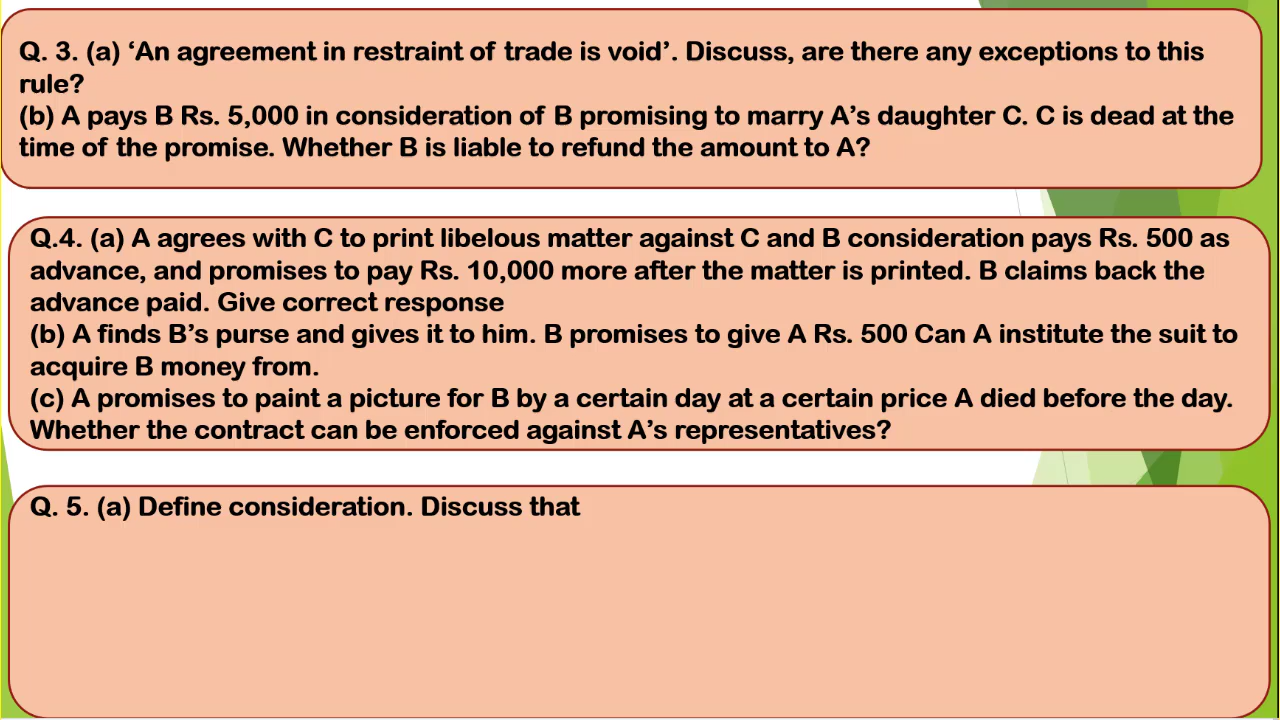 Q. 3. (a) ‘An agreement in restraint of trade is void’. Discuss, are there any exceptions to this
rule?
(b) A pays B Rs. 5,000 in consideration of B promising to marry A’s daughter C. C is dead at the
time of the promise. Whether B is liable to refund the amount to A?
Q.4. (a) A agrees with C to print libelous matter against C and B consideration pays Rs. 500 as
advance, and promises to pay Rs. 10,000 more after the matter is printed. B claims back the
advance paid. Give correct response
(b) A finds B’s purse and gives it to him. B promises to give A Rs. 500 Can A institute the suit to
acquire B money from.
(c) A promises to paint a picture for B by a certain day at a certain price A died before the day.
Whether the contract can be enforced against A’s representatives?
Q. 5. (a) Define consideration. Discuss that